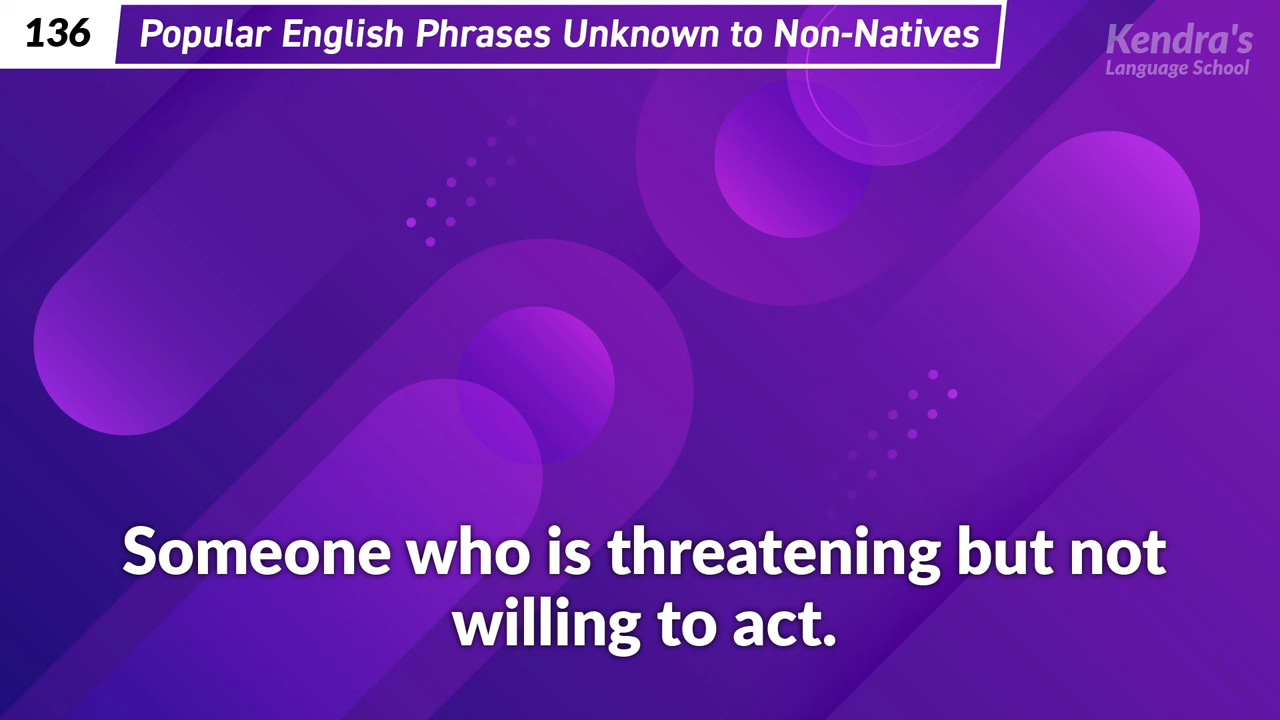 136 Popular English Phrases Unknown to Non-Natives
Kendra's
Language School
Someone who is threatening but not
willing to act.